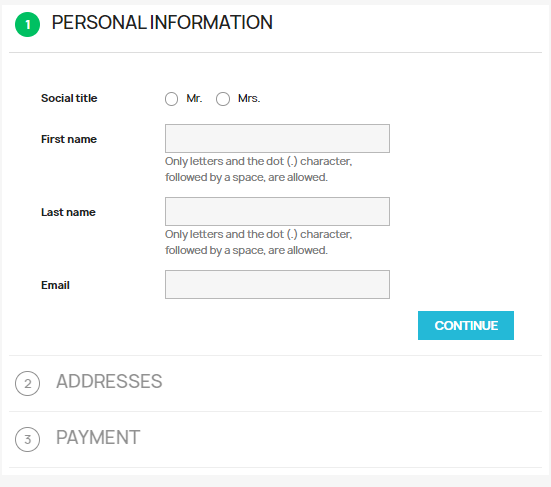 1 PERSONAL INFORMATION
Social title Mr. Mrs.
First name
Only letters and the dot (.) character,
followed by a space, are allowed.
Last name
Only letters and the dot (.) character,
followed by a space, are allowed.
Email
CONTINUE
2 ADDRESSES
3 PAYMENT